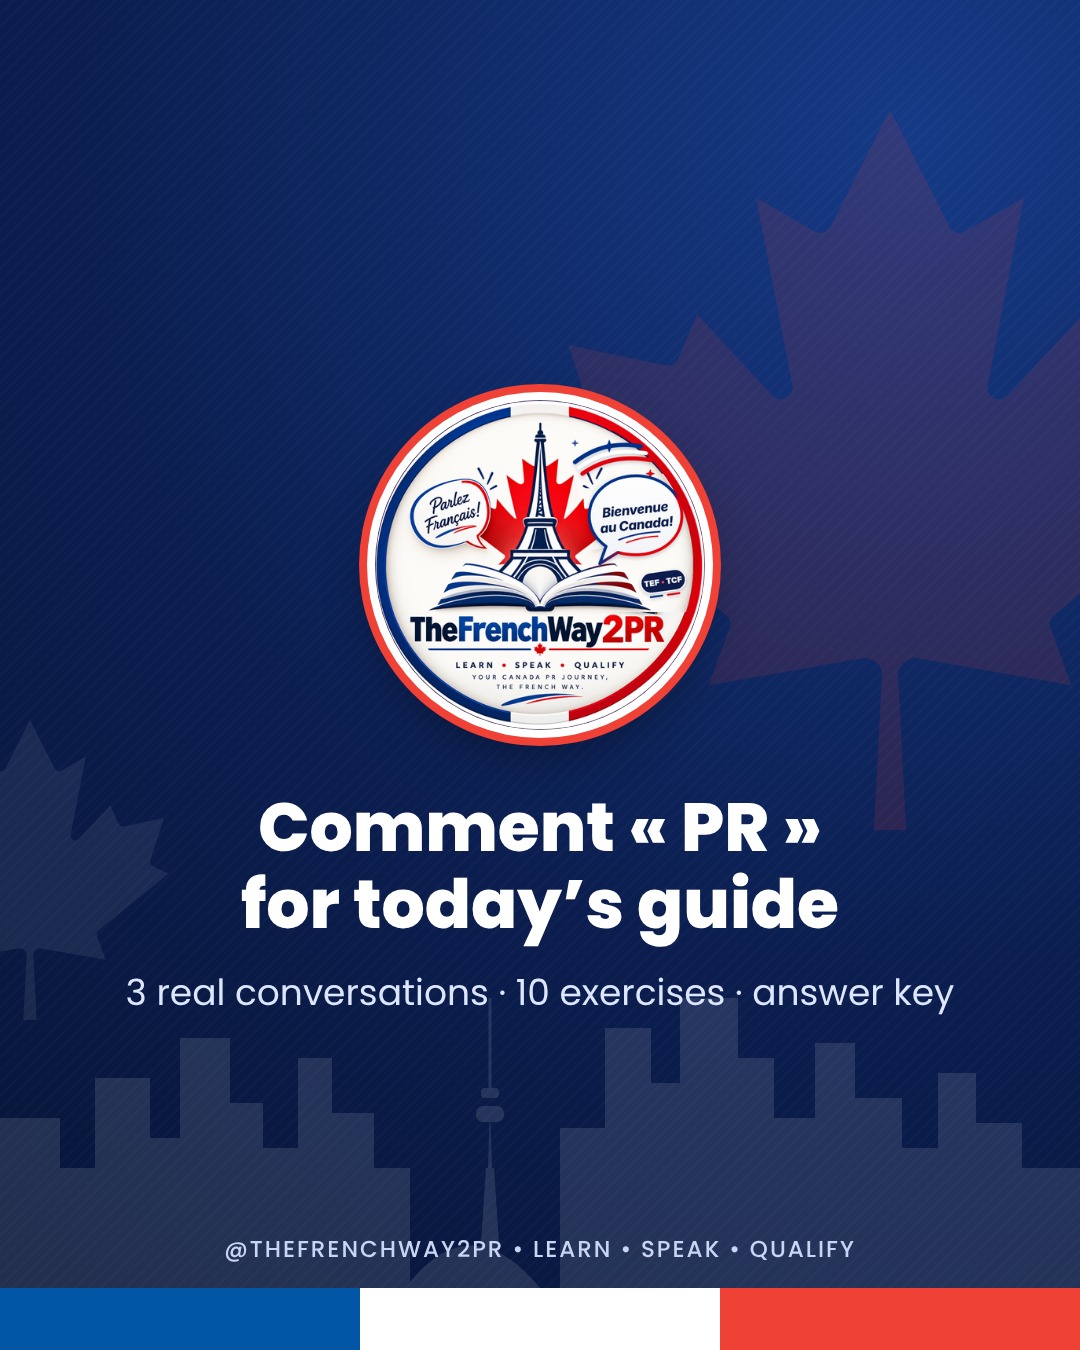 Parlez
Français!
Bienvenue
au Canada!
TEF • TCF
TheFrenchWay2PR
LEARN • SPEAK • QUALIFY
YOUR CANADA PR JOURNEY,
THE FRENCH WAY.
Comment « PR »
for today’s guide
3 real conversations · 10 exercises · answer key
@THEFRENCHWAY2PR • LEARN • SPEAK • QUALIFY